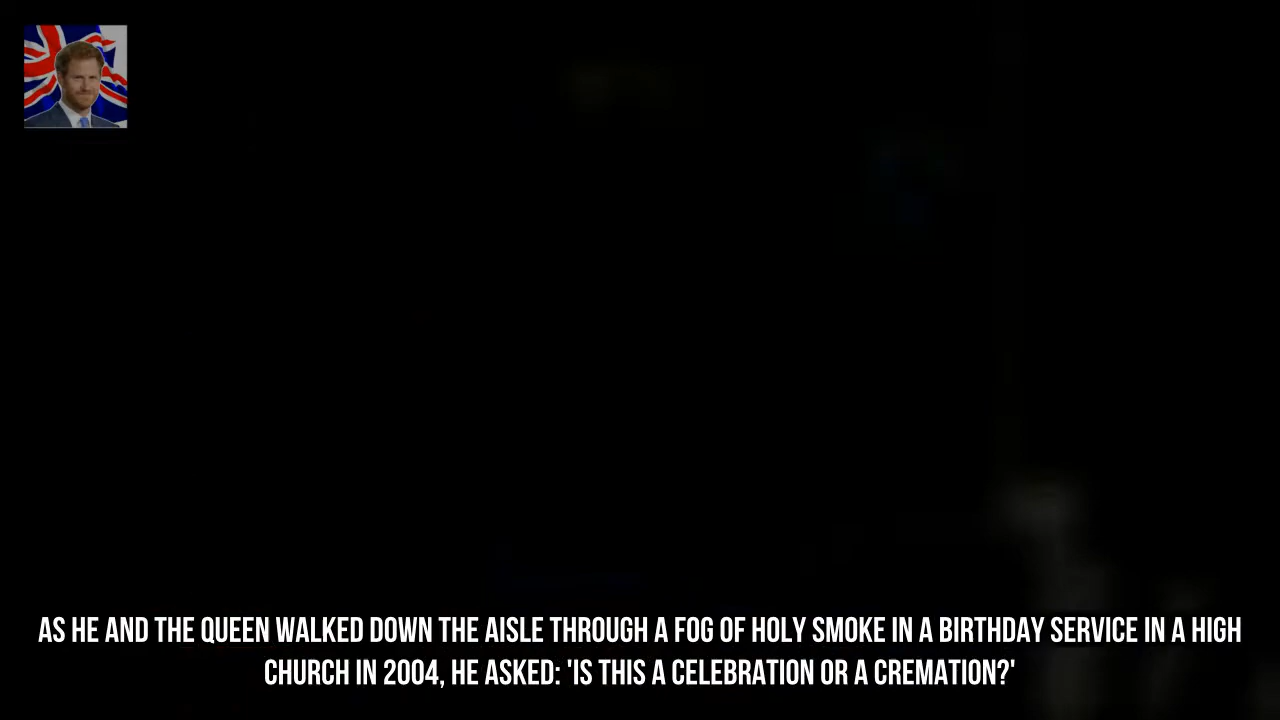 AS HE AND THE QUEEN WALKED DOWN THE AISLE THROUGH A FOG OF HOLY SMOKE IN A BIRTHDAY SERVICE IN A HIGH
CHURCH IN 2004, HE ASKED: 'IS THIS A CELEBRATION OR A CREMATION?'